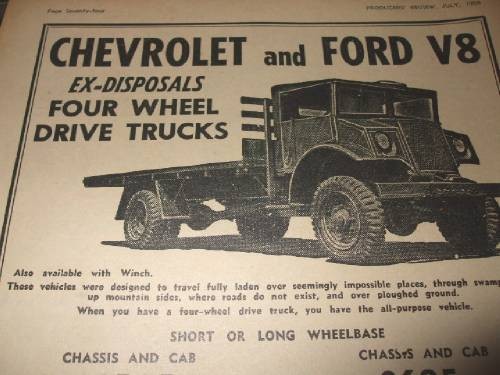 Page Seventy-four
PRODUCERS REVIEW, JULY,
CHEVROLET and FORD V8
EX-DISPOSALS
FOUR WHEEL
DRIVE TRUCKS
Also available with Winch.
These vehicles were designed to travel fully laden over seemingly impossible places, through swamp
up mountain sides, where roads do not exist, and over ploughed ground.
When you have a four-wheel drive truck, you have the all-purpose vehicle.
SHORT OR LONG WHEELBASE
CHASSIS AND CAB CHASSIS AND CAB